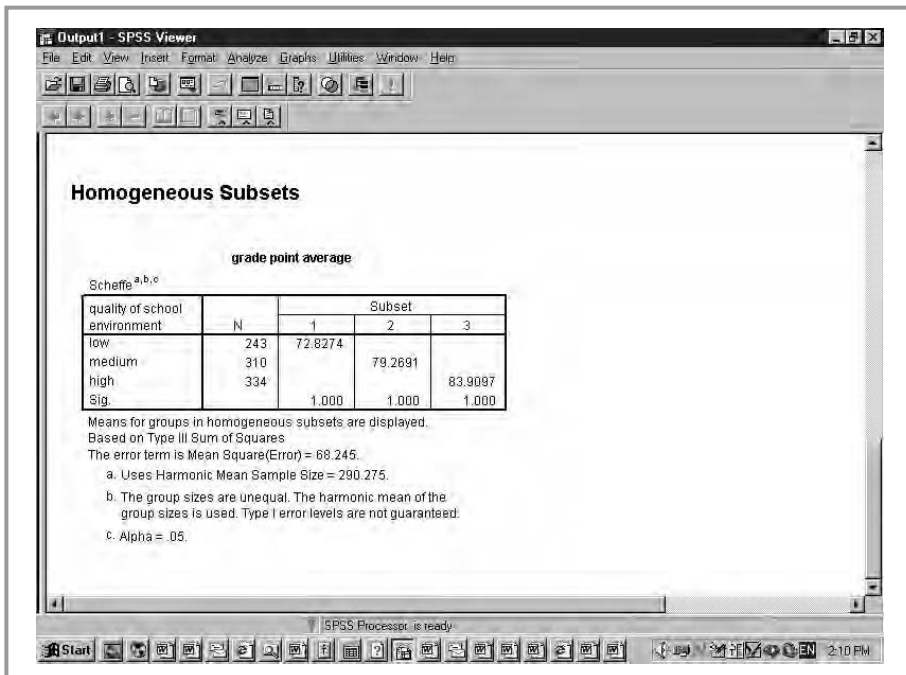 Output1 - SPSS Viewer
File Edit View Insert Format Analyze Graphs Utilities Window Help
Homogeneous Subsets
grade point average
Scheffe a,b,c
quality of school environment N Subset
1 2 3
low 243 72.8274
medium 310 79.2691
high 334 83.9097
Sig. 1.000 1.000 1.000
Means for groups in homogeneous subsets are displayed.
Based on Type III Sum of Squares
The error term is Mean Square(Error) = 68.245.
a. Uses Harmonic Mean Sample Size = 290.275.
b. The group sizes are unequal. The harmonic mean of the
group sizes is used. Type I error levels are not guaranteed.
c. Alpha = .05.
SPSS Processor is ready
Start EN 2:10 PM